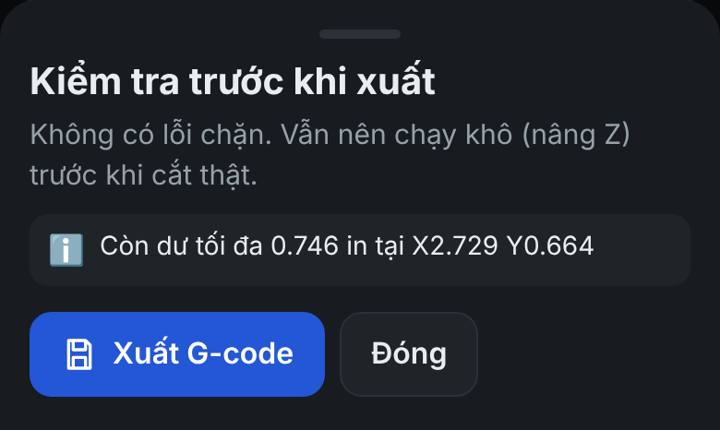 Kiểm tra trước khi xuất
Không có lỗi chặn. Vẫn nên chạy khô (nâng Z)
trước khi cắt thật.
Còn dư tối đa 0.746 in tại X2.729 Y0.664
Xuất G-code
Đóng